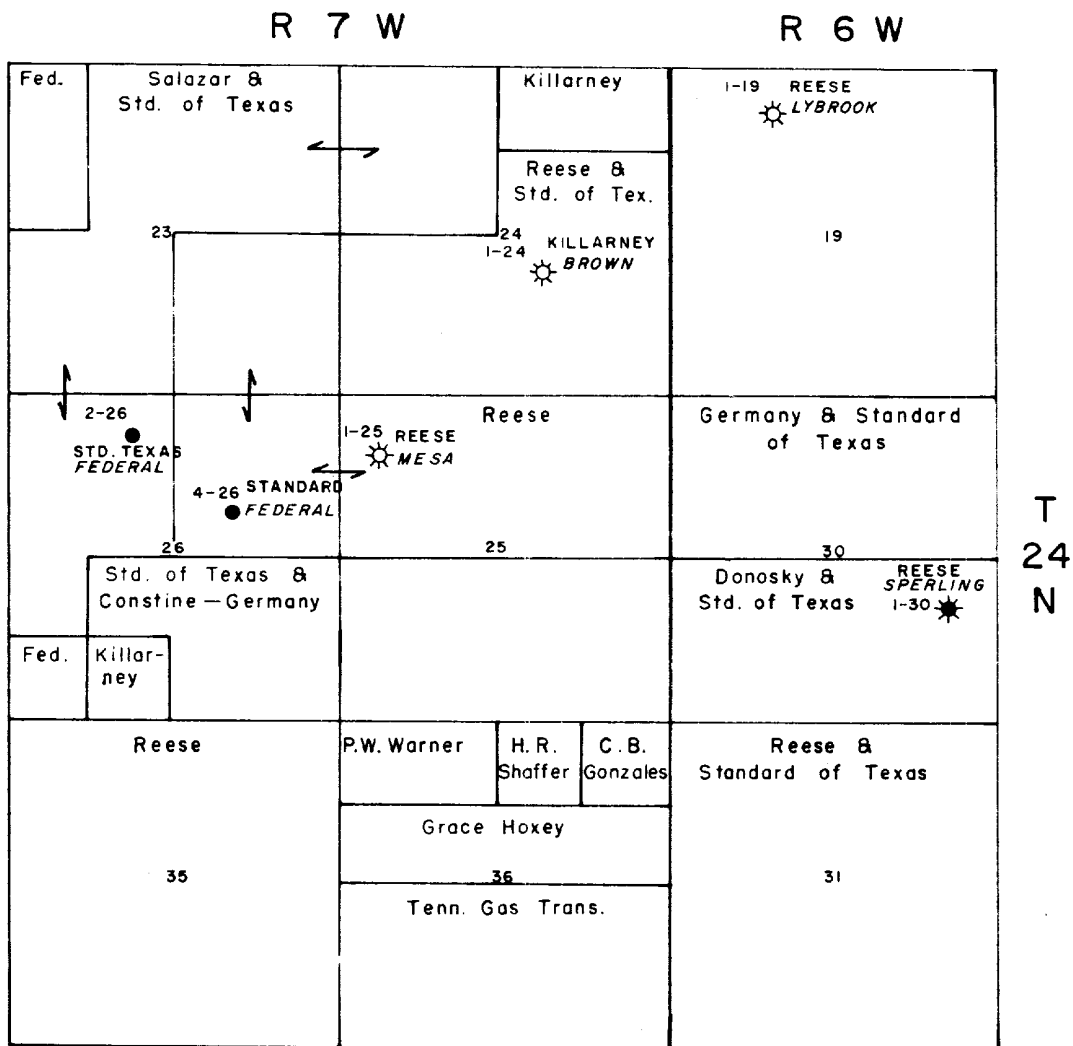 R 7 W
R 6 W
Fed.
Salazar &
Std. of Texas
Killarney
1-19 REESE
LYBROOK
Reese &
Std. of Tex.
23
24
1-24 KILLARNEY
BROWN
19
2-26
STD. TEXAS
FEDERAL
4-26 STANDARD
FEDERAL
Reese
1-25 REESE
MESA
Germany & Standard
of Texas
26
25
30
T
24
N
Std. of Texas &
Constine — Germany
Donosky &
Std. of Texas
REESE
SPERLING
1-30
Fed.
Killar-
ney
Reese
P.W. Warner
H.R.
Shaffer
C.B.
Gonzales
Reese &
Standard of Texas
Grace Hoxey
35
36
31
Tenn. Gas Trans.